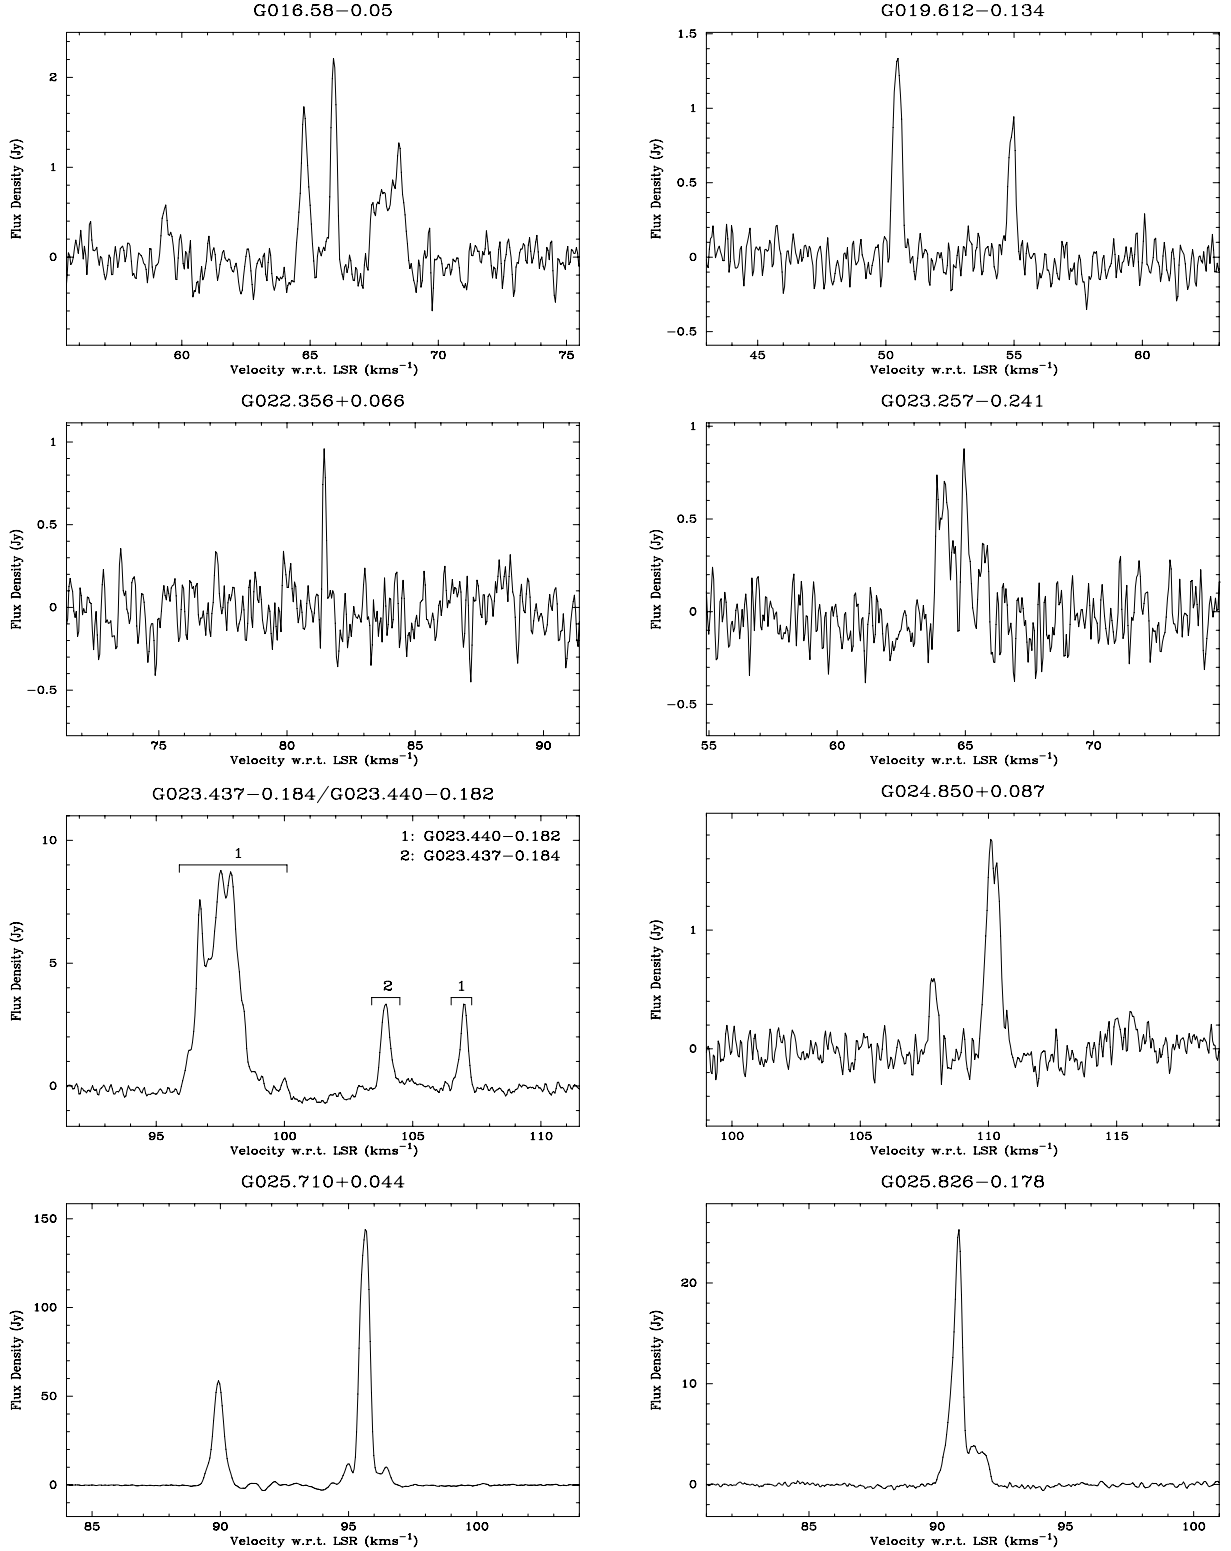 G016.58−0.05
Flux Density (Jy)
2
1
0
60 65 70 75
Velocity w.r.t. LSR (kms⁻¹)
G019.612−0.134
Flux Density (Jy)
1.5
1
0.5
0
−0.5
45 50 55 60
Velocity w.r.t. LSR (kms⁻¹)
G022.356+0.066
Flux Density (Jy)
1
0.5
0
−0.5
75 80 85 90
Velocity w.r.t. LSR (kms⁻¹)
G023.257−0.241
Flux Density (Jy)
1
0.5
0
−0.5
55 60 65 70
Velocity w.r.t. LSR (kms⁻¹)
G023.437−0.184/G023.440−0.182
1: G023.440−0.182
2: G023.437−0.184
1
2
1
Flux Density (Jy)
10
5
0
95 100 105 110
Velocity w.r.t. LSR (kms⁻¹)
G024.850+0.087
Flux Density (Jy)
1
0
100 105 110 115
Velocity w.r.t. LSR (kms⁻¹)
G025.710+0.044
Flux Density (Jy)
150
100
50
0
85 90 95 100
Velocity w.r.t. LSR (kms⁻¹)
G025.826−0.178
Flux Density (Jy)
20
10
0
85 90 95 100
Velocity w.r.t. LSR (kms⁻¹)